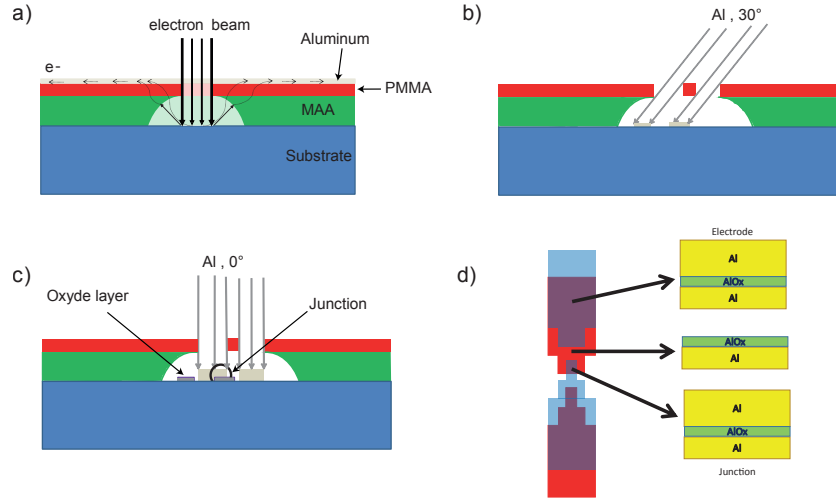 a)
electron beam
Aluminum
e-
PMMA
MAA
Substrate
b)
Al , 30°
c)
Al , 0°
Oxyde layer
Junction
d)
Electrode
Al
AlOx
Al
AlOx
Al
Al
AlOx
Al
Junction